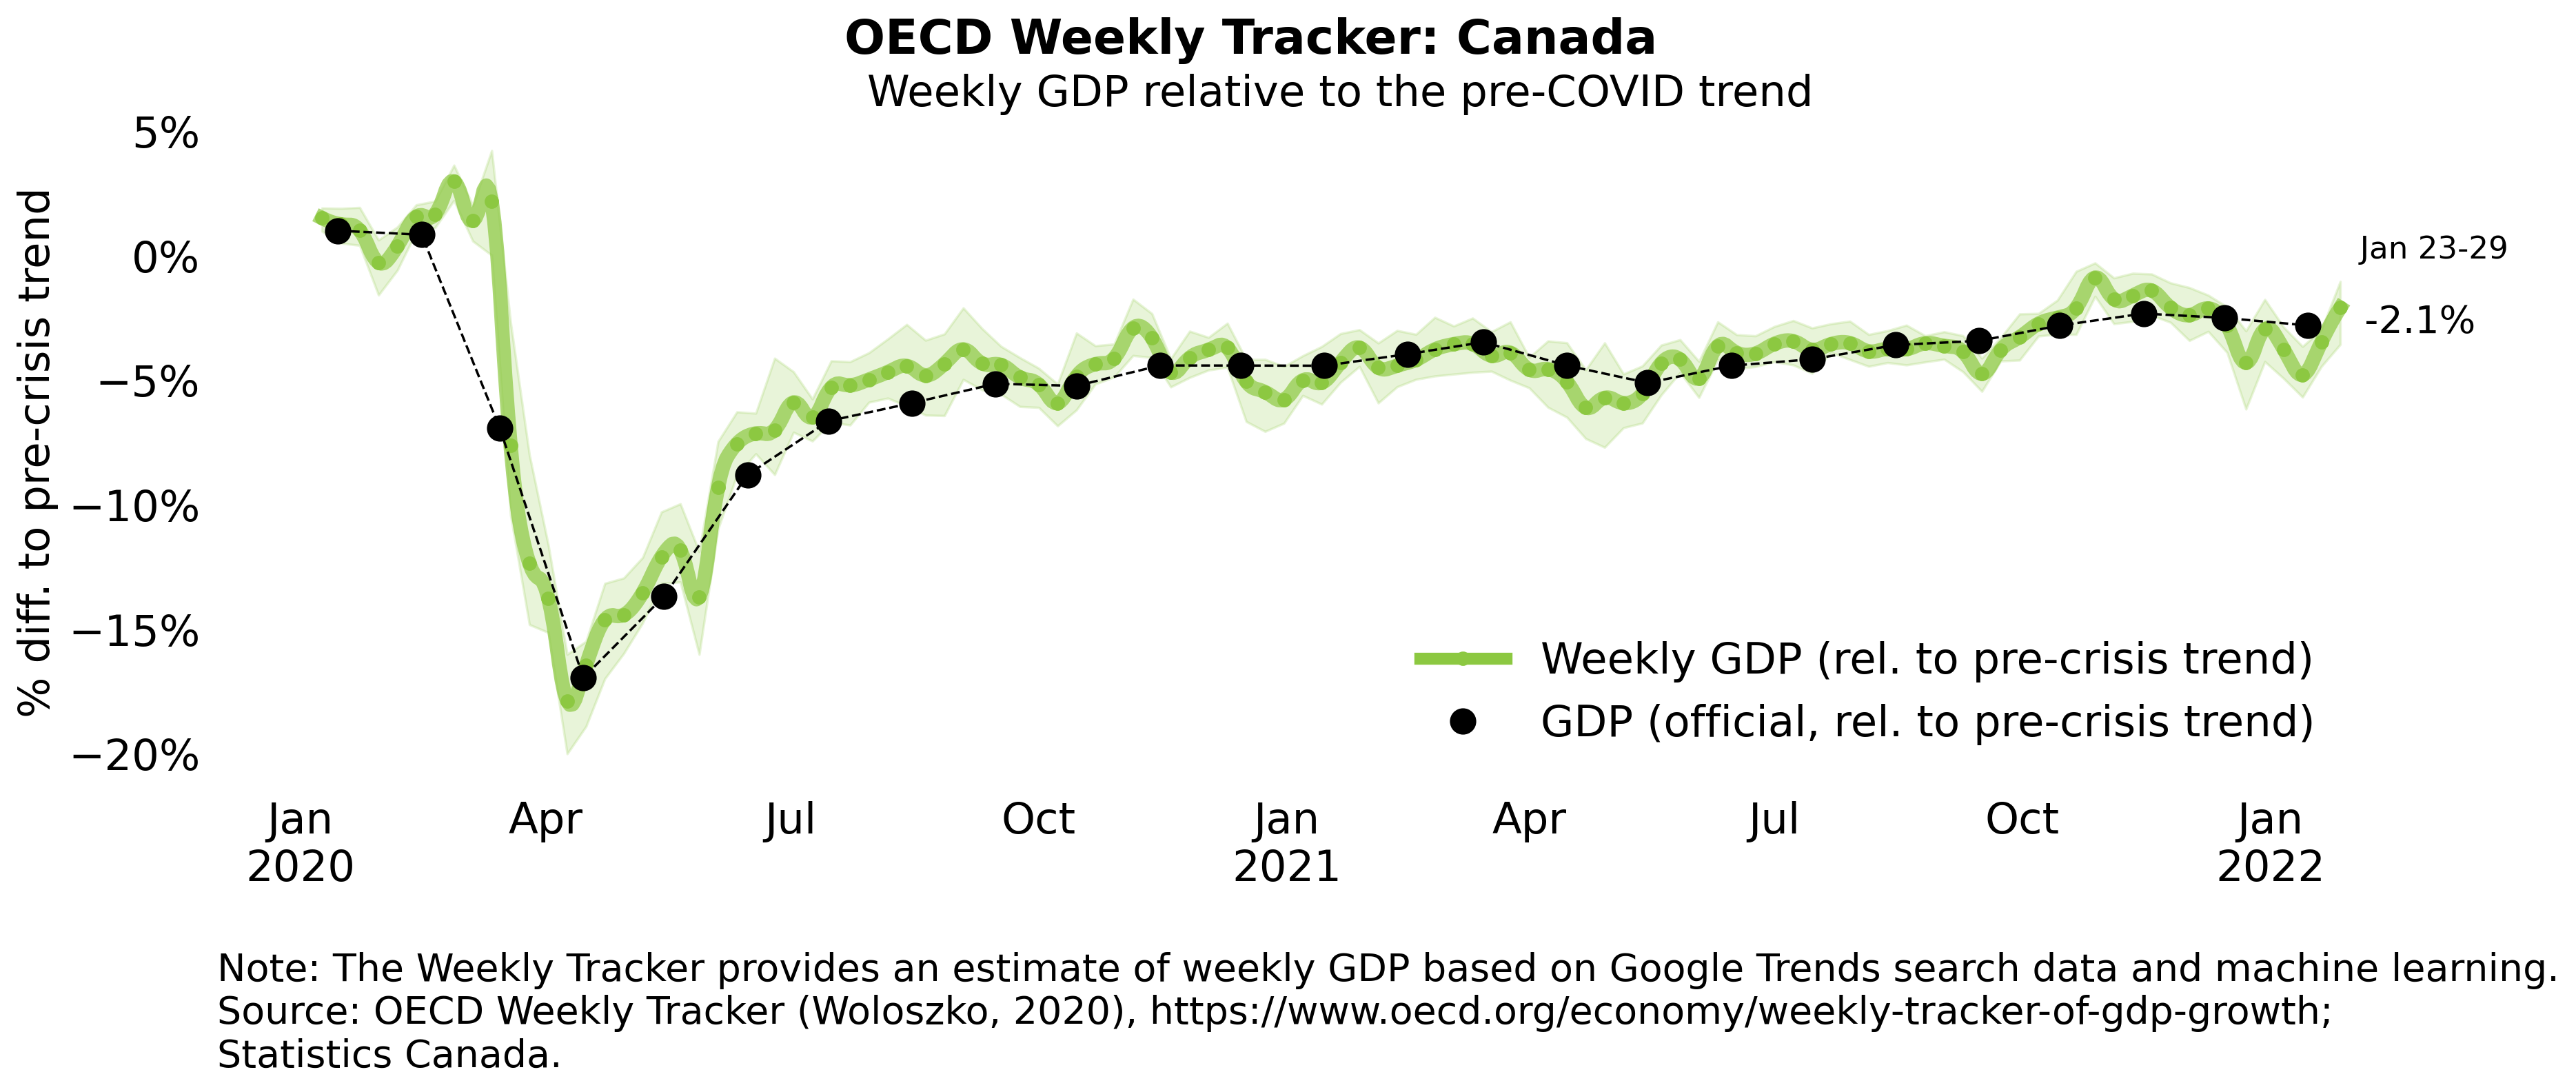 OECD Weekly Tracker: Canada
Weekly GDP relative to the pre-COVID trend
% diff. to pre-crisis trend
5%
0%
−5%
−10%
−15%
−20%
Jan 23-29
-2.1%
Weekly GDP (rel. to pre-crisis trend)
GDP (official, rel. to pre-crisis trend)
Jan Apr Jul Oct Jan Apr Jul Oct Jan
2020 2021 2022
Note: The Weekly Tracker provides an estimate of weekly GDP based on Google Trends search data and machine learning.
Source: OECD Weekly Tracker (Woloszko, 2020), https://www.oecd.org/economy/weekly-tracker-of-gdp-growth;
Statistics Canada.